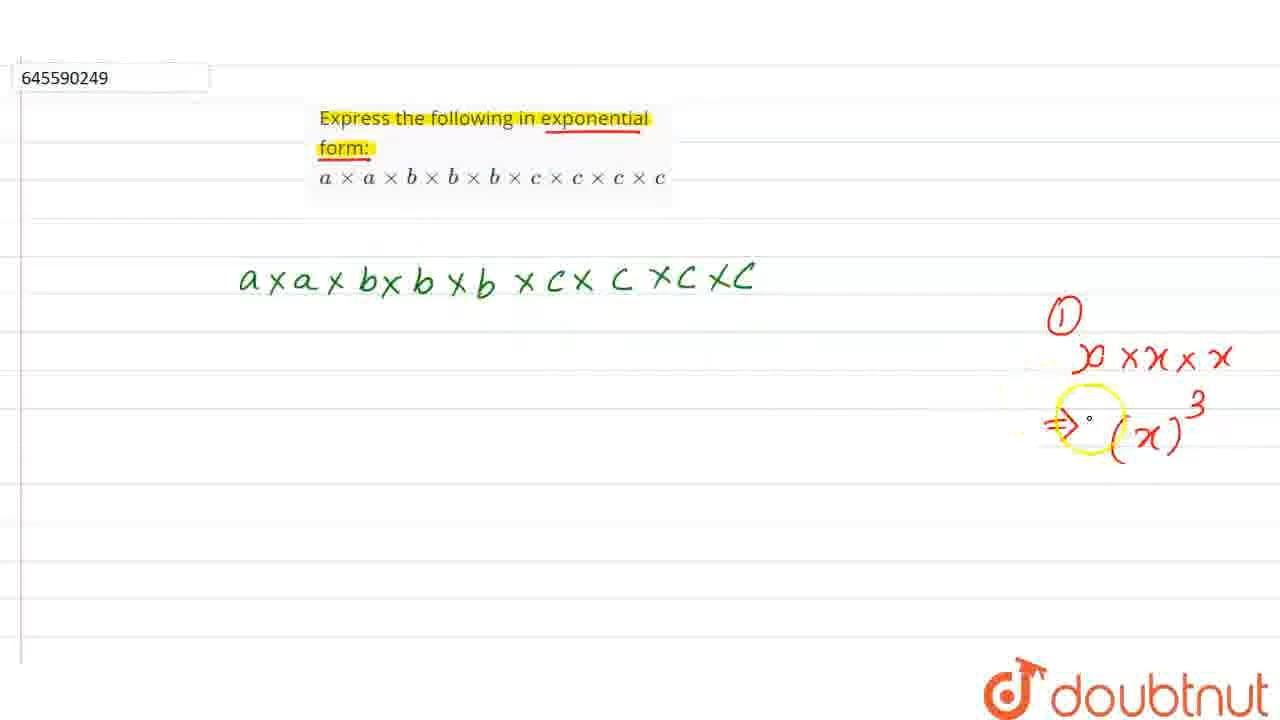 645590249
Express the following in exponential
form:
a × a × b × b × b × c × c × c × c
a x a x b x b x b x c x c x c x c
①
x × x × x
⇒ (x)³
doubtnut